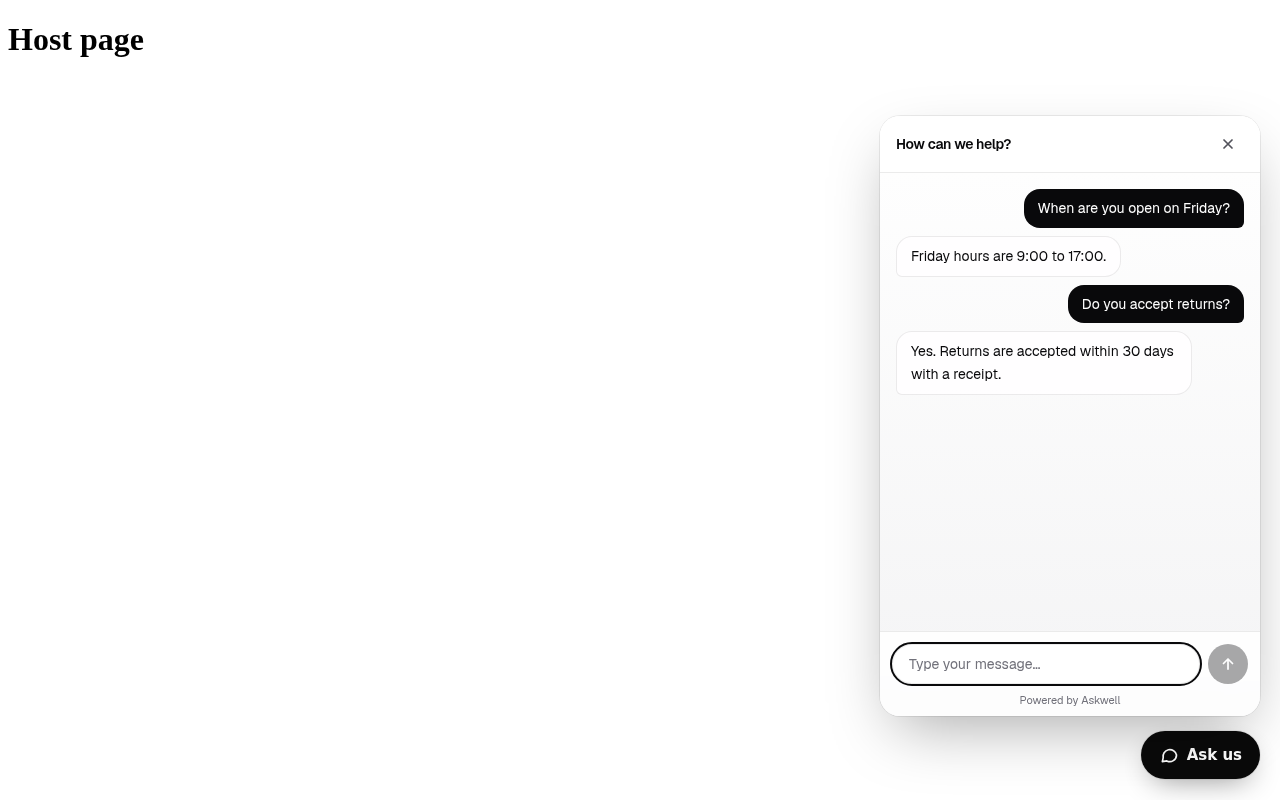 Host page
How can we help?
When are you open on Friday?
Friday hours are 9:00 to 17:00.
Do you accept returns?
Yes. Returns are accepted within 30 days
with a receipt.
Type your message…
Powered by Askwell
Ask us